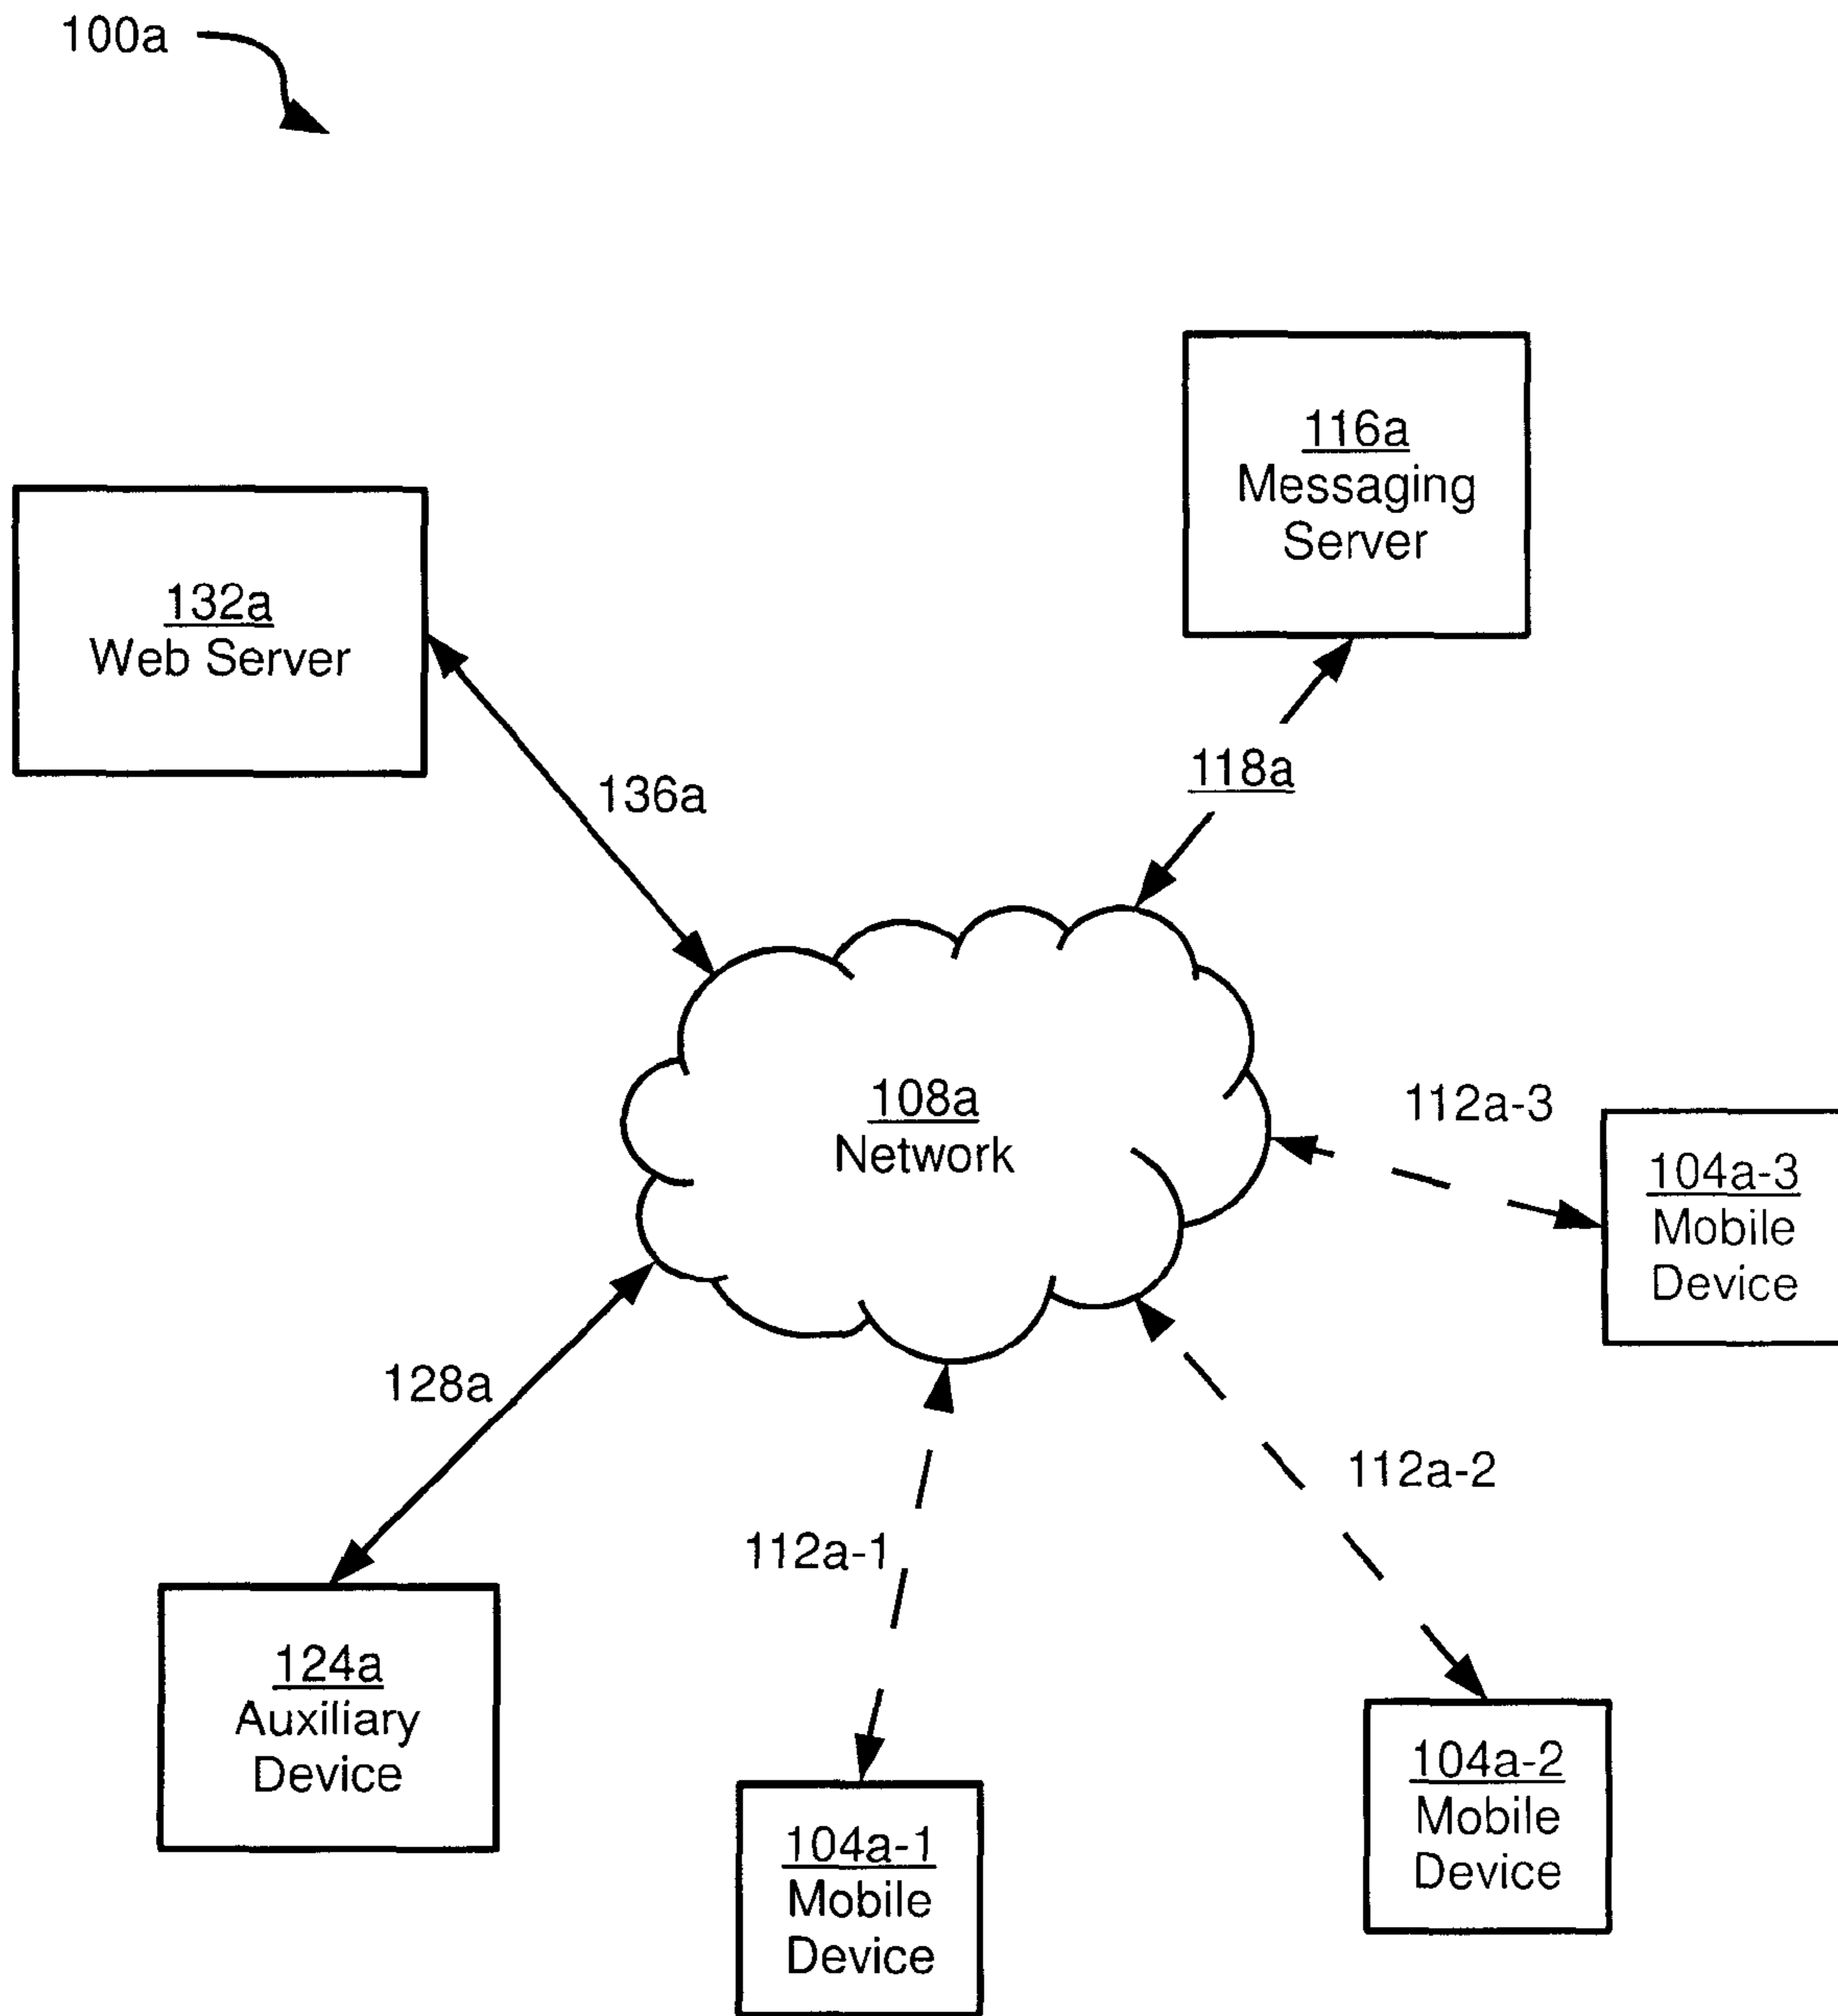 100a
116a
Messaging
Server
132a
Web Server
118a
136a
108a
Network
112a-3
104a-3
Mobile
Device
128a
112a-2
112a-1
124a
Auxiliary
Device
104a-2
Mobile
Device
104a-1
Mobile
Device